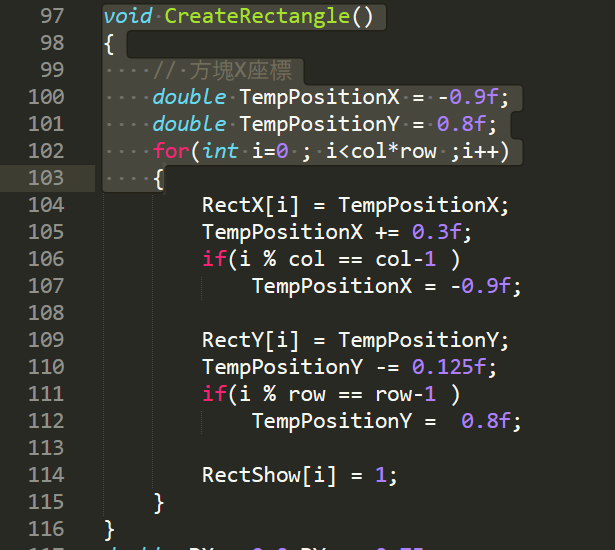 97 void CreateRectangle()
98 {
99 // 方塊X座標
100 double TempPositionX = -0.9f;
101 double TempPositionY = 0.8f;
102 for(int i=0 ; i<col*row ;i++)
103 {
104 RectX[i] = TempPositionX;
105 TempPositionX += 0.3f;
106 if(i % col == col-1 )
107 TempPositionX = -0.9f;
108
109 RectY[i] = TempPositionY;
110 TempPositionY -= 0.125f;
111 if(i % row == row-1 )
112 TempPositionY =  0.8f;
113
114 RectShow[i] = 1;
115 }
116 }